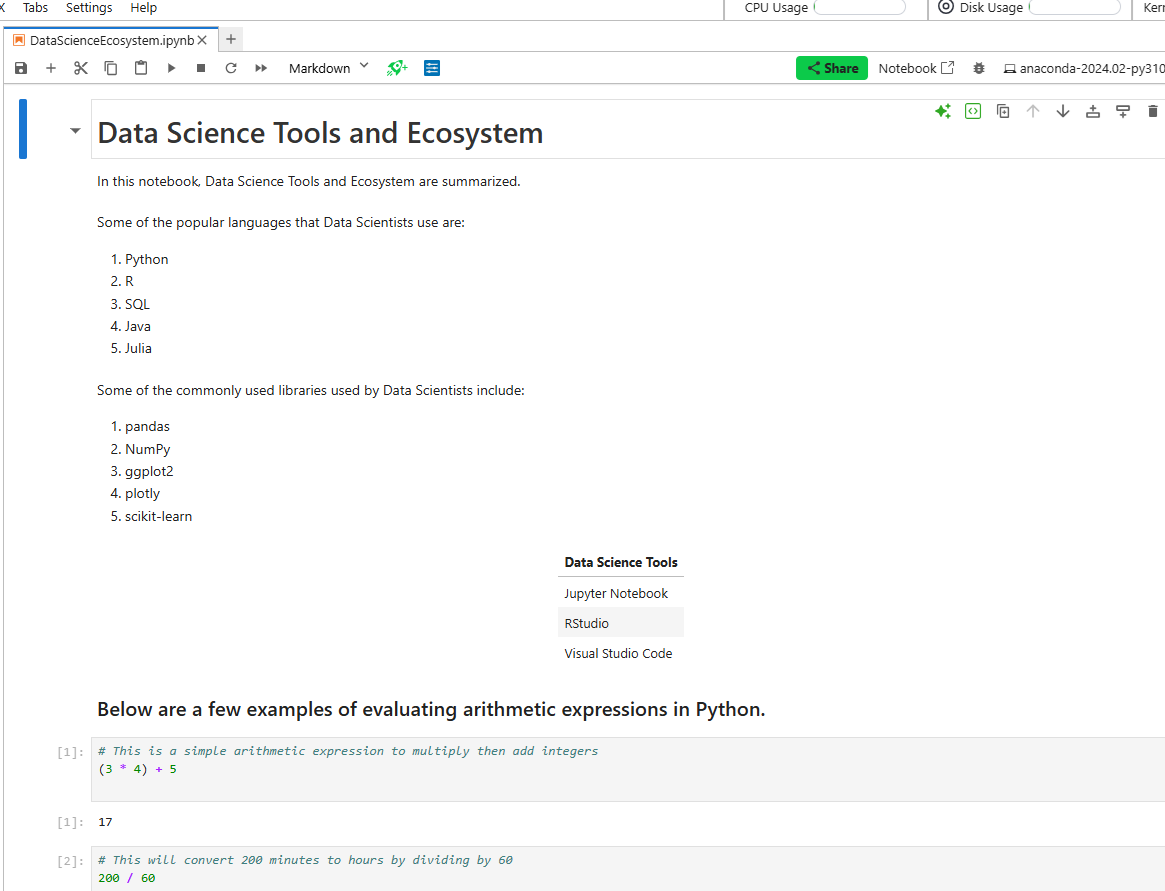 Tabs Settings Help CPU Usage Disk Usage
DataScienceEcosystem.ipynb
Markdown Share Notebook anaconda-2024.02-py310
Data Science Tools and Ecosystem
In this notebook, Data Science Tools and Ecosystem are summarized.
Some of the popular languages that Data Scientists use are:
1. Python
2. R
3. SQL
4. Java
5. Julia
Some of the commonly used libraries used by Data Scientists include:
1. pandas
2. NumPy
3. ggplot2
4. plotly
5. scikit-learn
Data Science Tools
Jupyter Notebook
RStudio
Visual Studio Code
Below are a few examples of evaluating arithmetic expressions in Python.
[1]: # This is a simple arithmetic expression to multiply then add integers
(3 * 4) + 5
[1]: 17
[2]: # This will convert 200 minutes to hours by dividing by 60
200 / 60